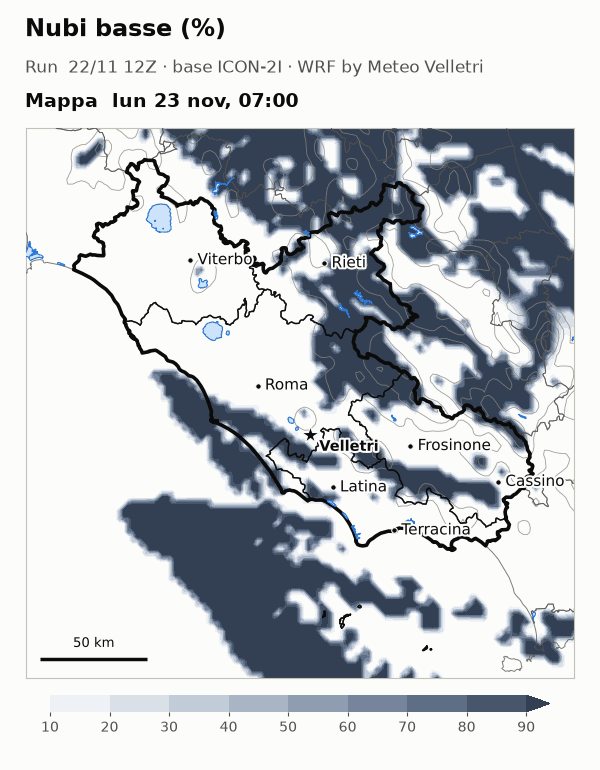 Nubi basse (%)
Run  22/11 12Z · base ICON-2I · WRF by Meteo Velletri
Mappa  lun 23 nov, 07:00
Viterbo
Rieti
Roma
Velletri
Frosinone
Latina
Cassino
Terracina
50 km
10 20 30 40 50 60 70 80 90